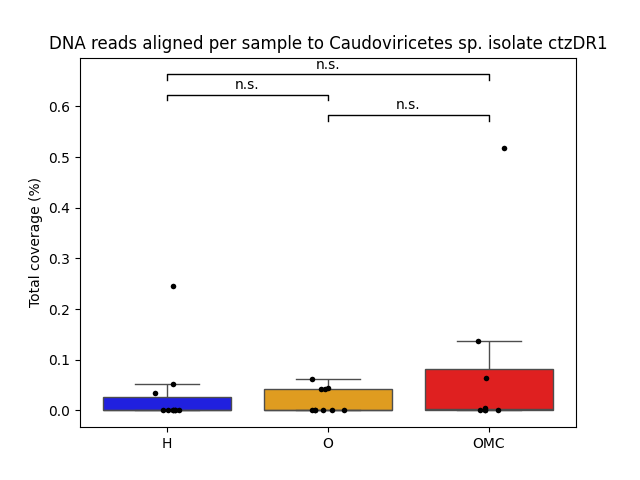 DNA reads aligned per sample to Caudoviricetes sp. isolate ctzDR1
n.s.
n.s.
n.s.
0.6
0.5
0.4
0.3
0.2
0.1
0.0
Total coverage (%)
H O OMC